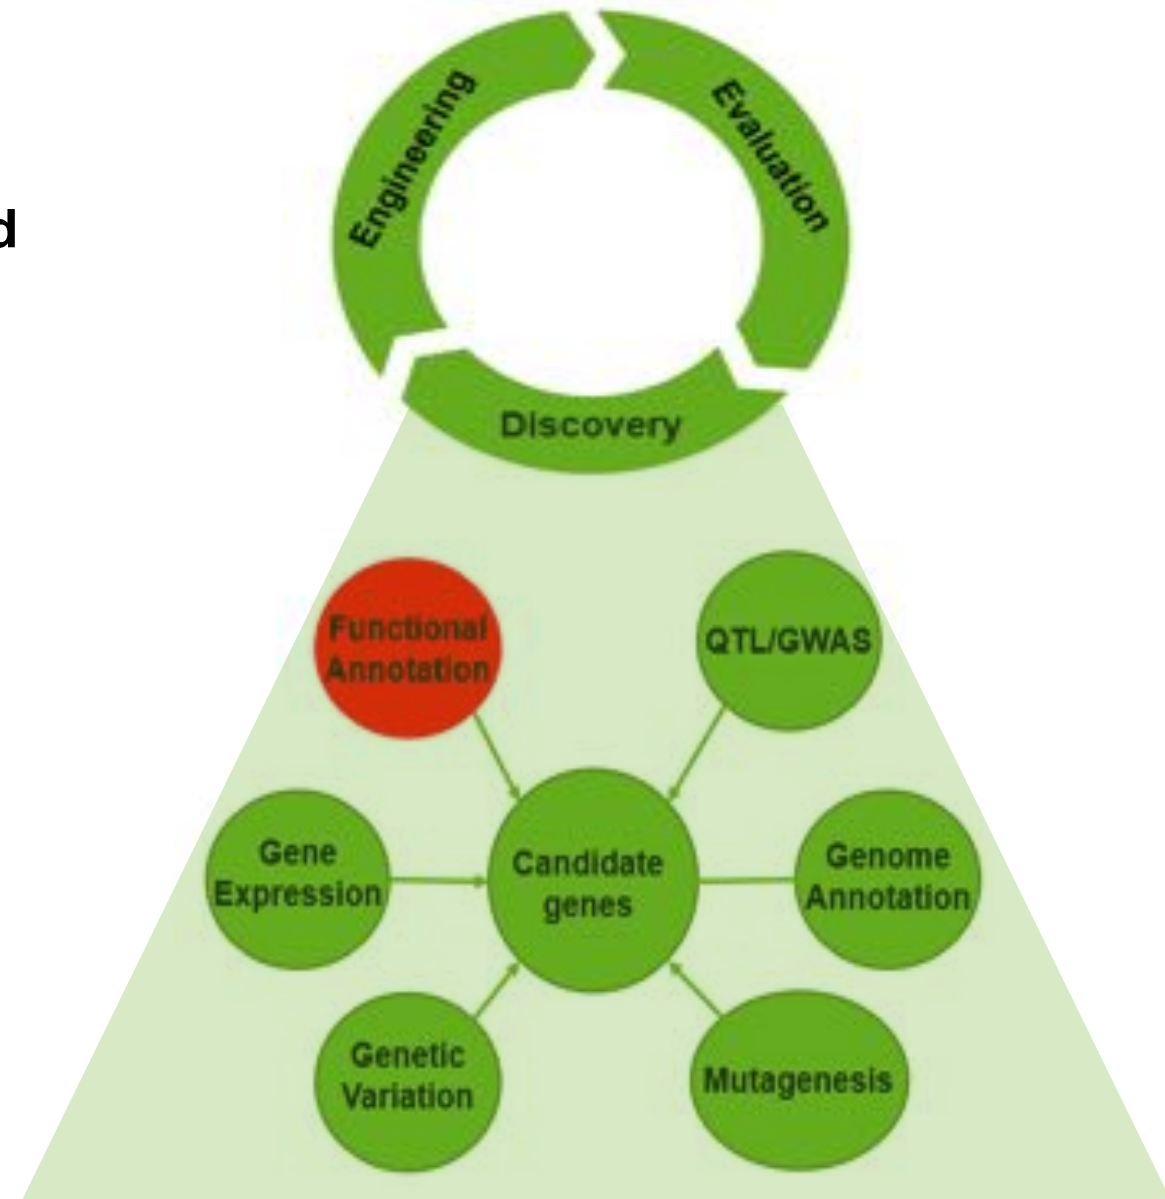 Engineering
Evaluation
d
Discovery
Functional
Annotation
QTL/GWAS
Gene
Expression
Candidate
genes
Genome
Annotation
Genetic
Variation
Mutagenesis